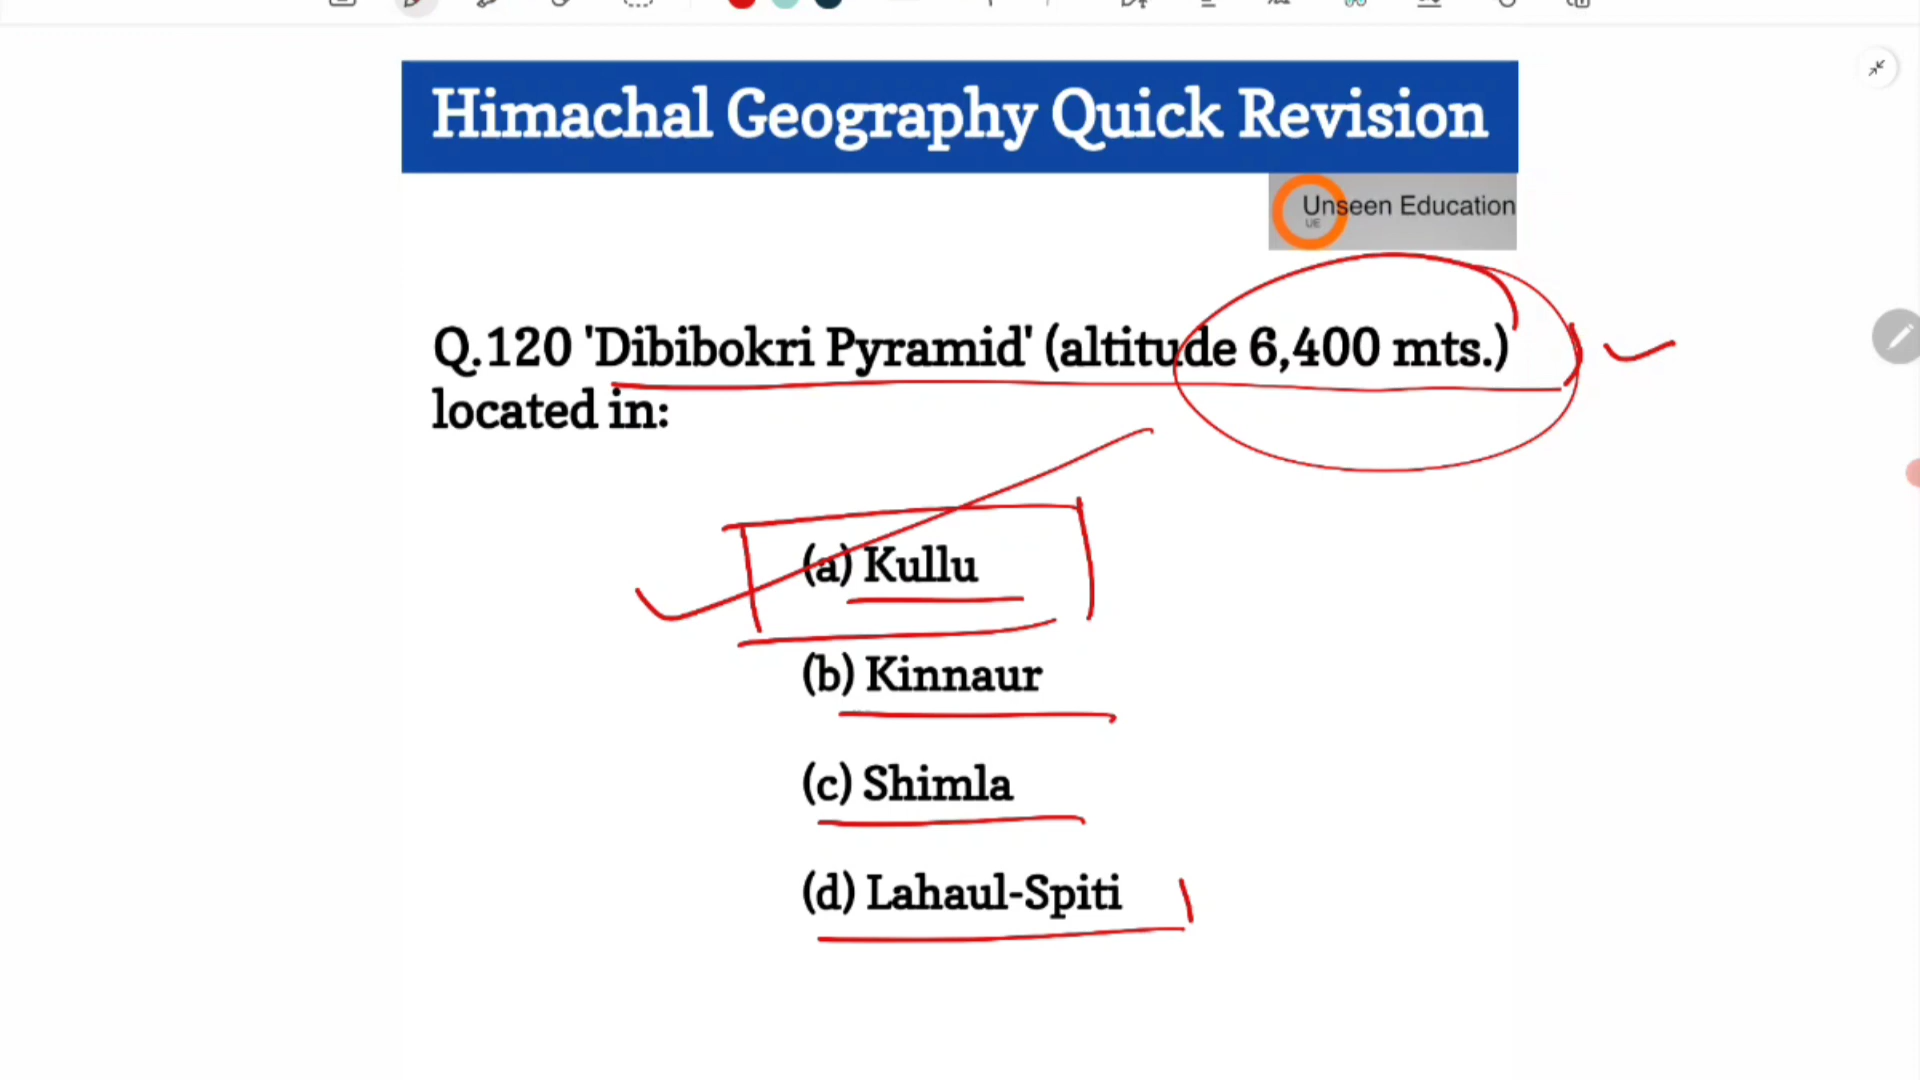 Himachal Geography Quick Revision
Unseen Education
UE
Q.120 'Dibibokri Pyramid' (altitude 6,400 mts.)
located in:
(a) Kullu
(b) Kinnaur
(c) Shimla
(d) Lahaul-Spiti